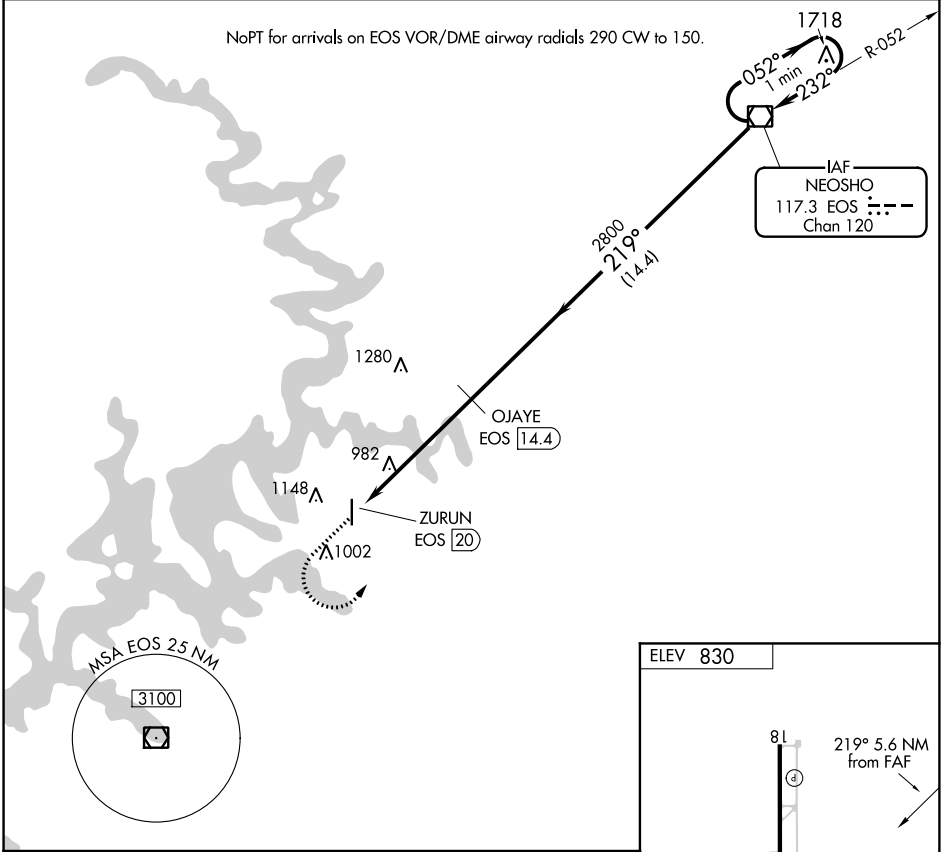 NoPT for arrivals on EOS VOR/DME airway radials 290 CW to 150.
1718
R-052
052°
1 min
232°
IAF
NEOSHO
117.3 EOS
Chan 120
2800
219°
(14.4)
1280
OJAYE
EOS 14.4
982
1148
ZURUN
EOS 20
1002
MSA EOS 25 NM
3100
ELEV 830
18
219° 5.6 NM
from FAF
P